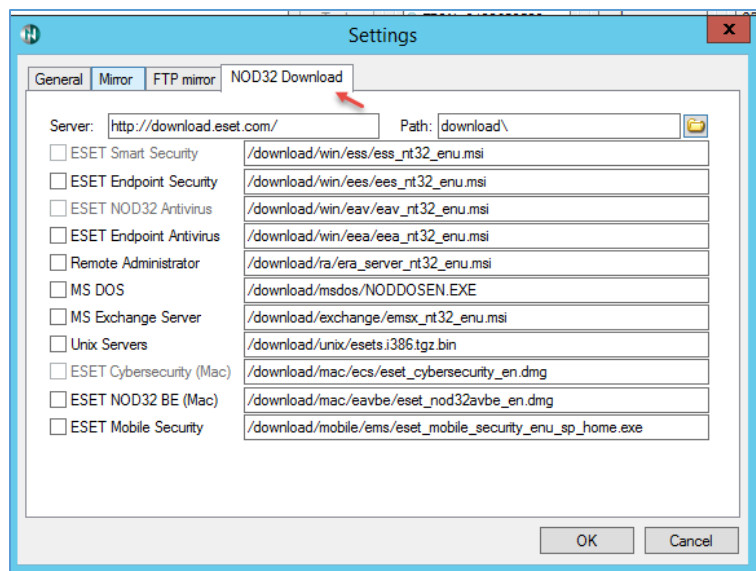 Settings
General Mirror FTP mirror NOD32 Download
Server: http://download.eset.com/ Path: download\
ESET Smart Security /download/win/ess/ess_nt32_enu.msi
ESET Endpoint Security /download/win/ees/ees_nt32_enu.msi
ESET NOD32 Antivirus /download/win/eav/eav_nt32_enu.msi
ESET Endpoint Antivirus /download/win/eea/eea_nt32_enu.msi
Remote Administrator /download/ra/era_server_nt32_enu.msi
MS DOS /download/msdos/NODDOSEN.EXE
MS Exchange Server /download/exchange/emsx_nt32_enu.msi
Unix Servers /download/unix/esets.i386.tgz.bin
ESET Cybersecurity (Mac) /download/mac/ecs/eset_cybersecurity_en.dmg
ESET NOD32 BE (Mac) /download/mac/eavbe/eset_nod32avbe_en.dmg
ESET Mobile Security /download/mobile/ems/eset_mobile_security_enu_sp_home.exe
OK Cancel